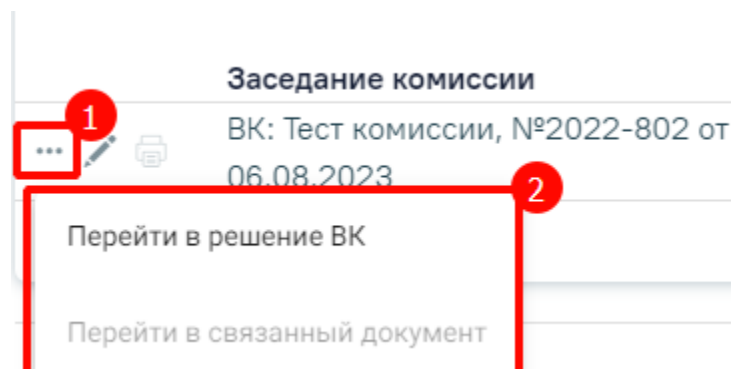 Заседание комиссии
1
ВК: Тест комиссии, №2022-802 от
06.08.2023
2
Перейти в решение ВК
Перейти в связанный документ